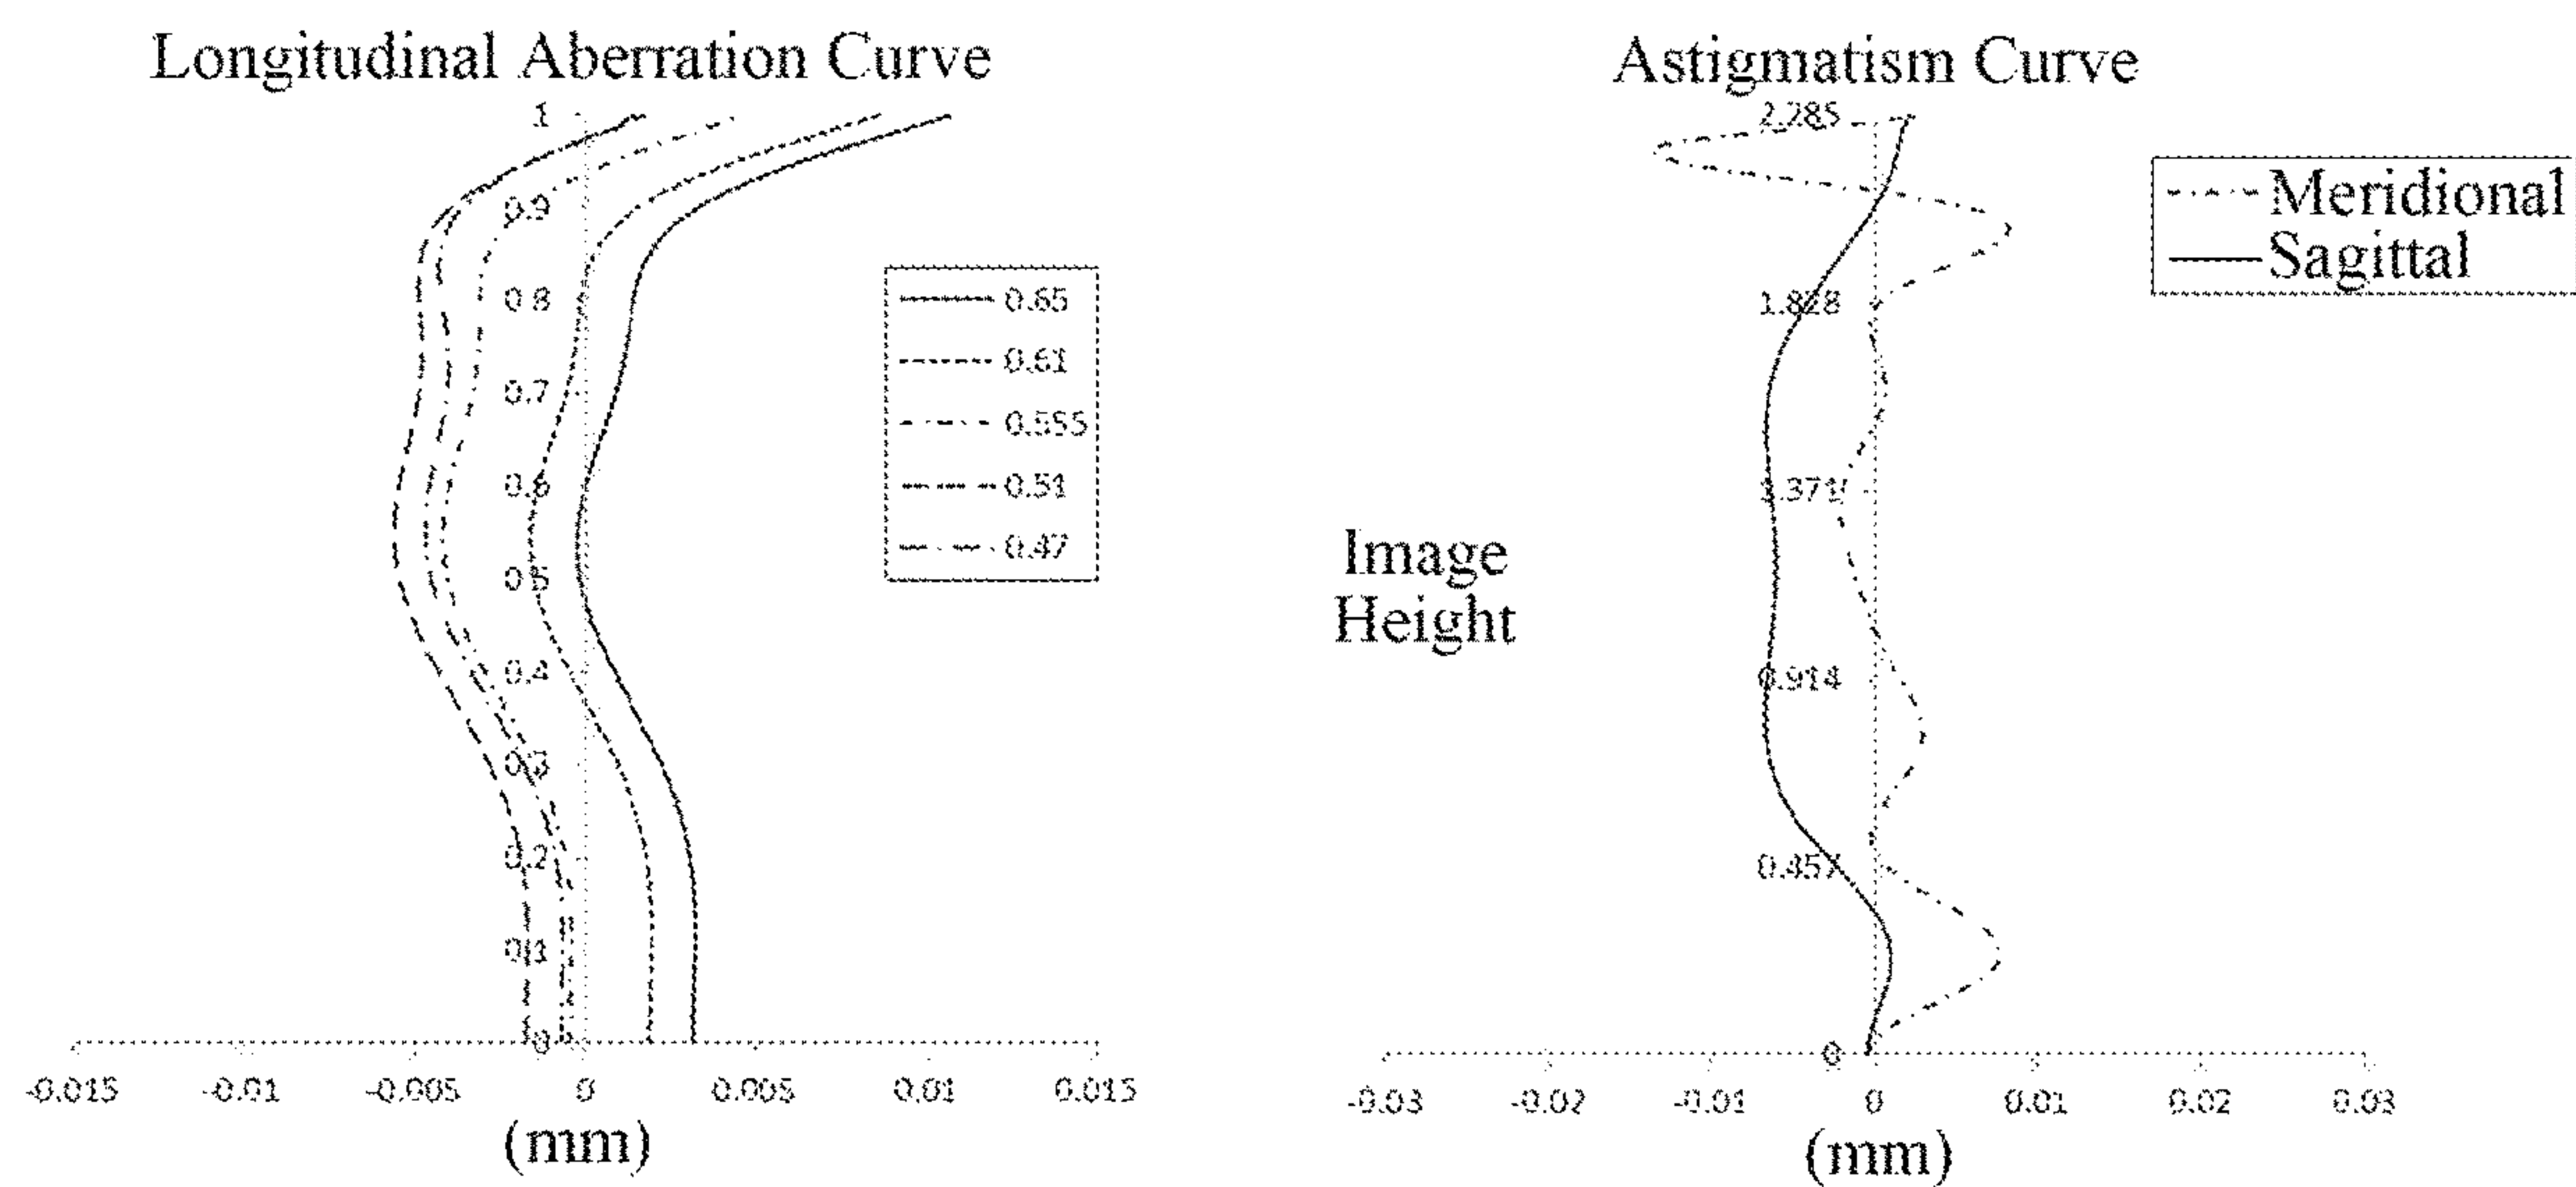 Longitudinal Aberration Curve
1
0.9
0.8
0.7
0.6
0.5
0.4
0.3
0.2
0.1
0
-0.015 -0.01 -0.005 0 0.005 0.01 0.015
(mm)
0.65
0.61
0.555
0.51
0.47
Astigmatism Curve
2.285
1.828
1.371
0.914
0.457
0
Image
Height
-0.03 -0.02 -0.01 0 0.01 0.02 0.03
(mm)
Meridional
Sagittal